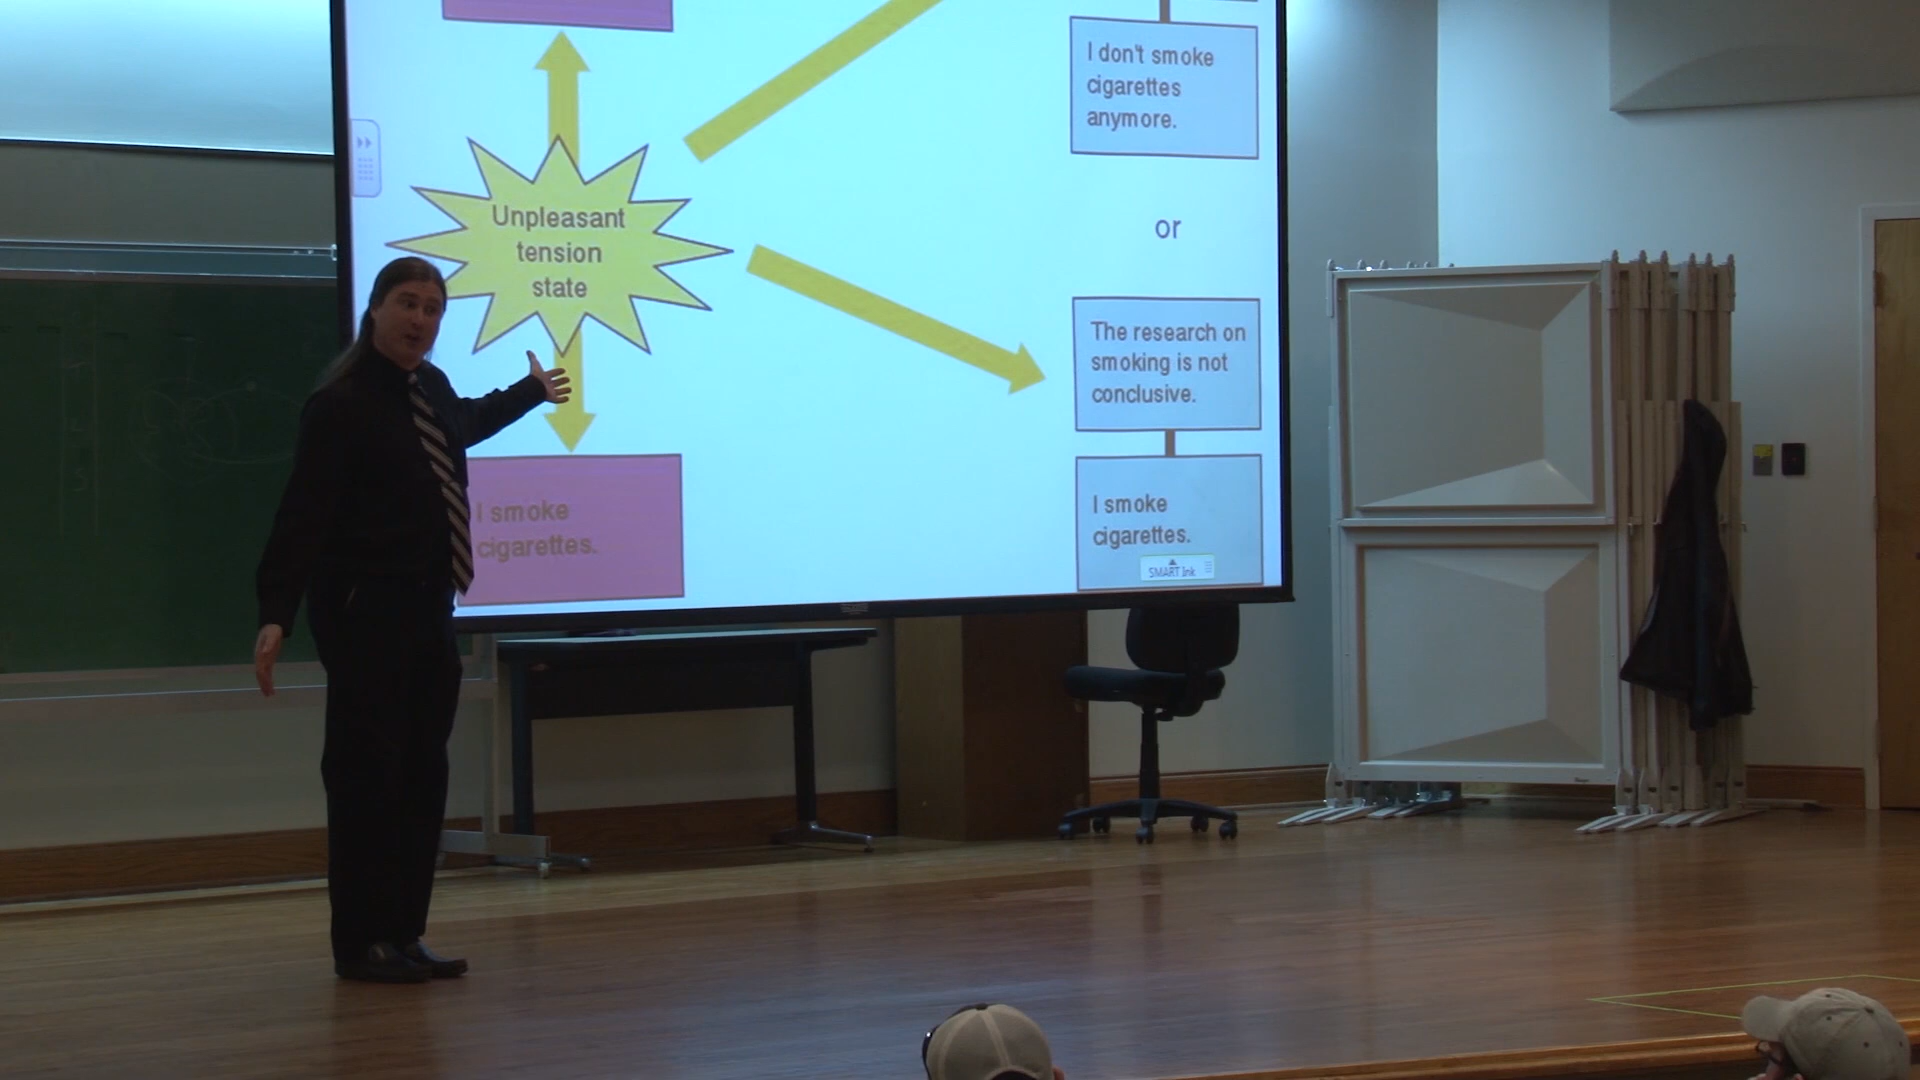 Unpleasant
tension
state
I smoke
cigarettes.
I don't smoke
cigarettes
anymore.
or
The research on
smoking is not
conclusive.
I smoke
cigarettes.
SMART Ink